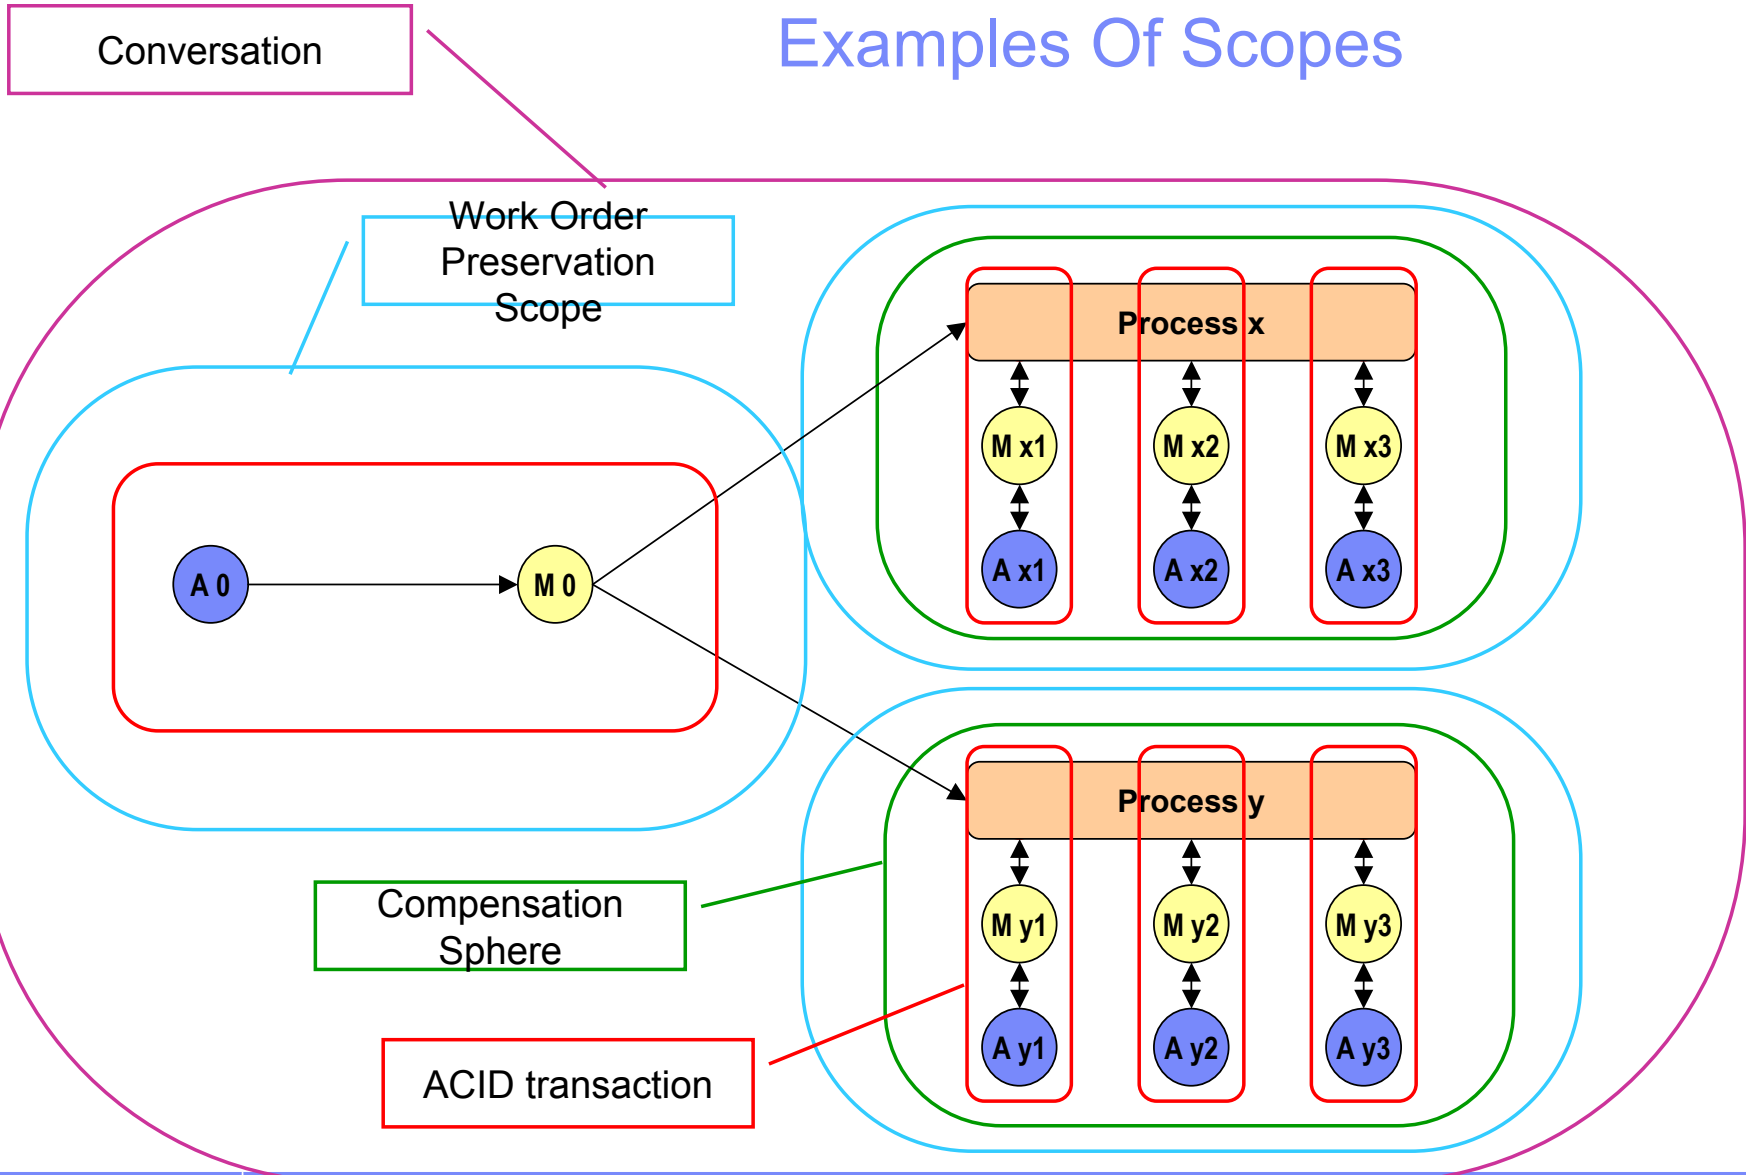 Conversation
Examples Of Scopes
Work Order
Preservation
Scope
Process x
M x1
M x2
M x3
A x1
A x2
A x3
A 0
M 0
Process y
Compensation
Sphere
M y1
M y2
M y3
A y1
A y2
A y3
ACID transaction